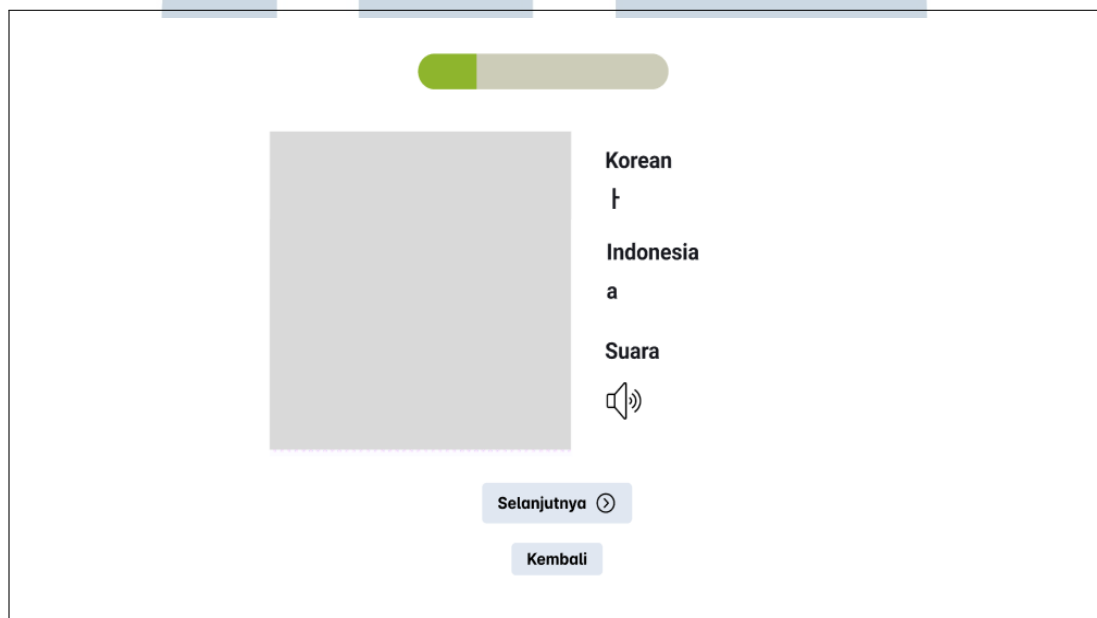 Korean
ㅏ
Indonesia
a
Suara
Selanjutnya
Kembali